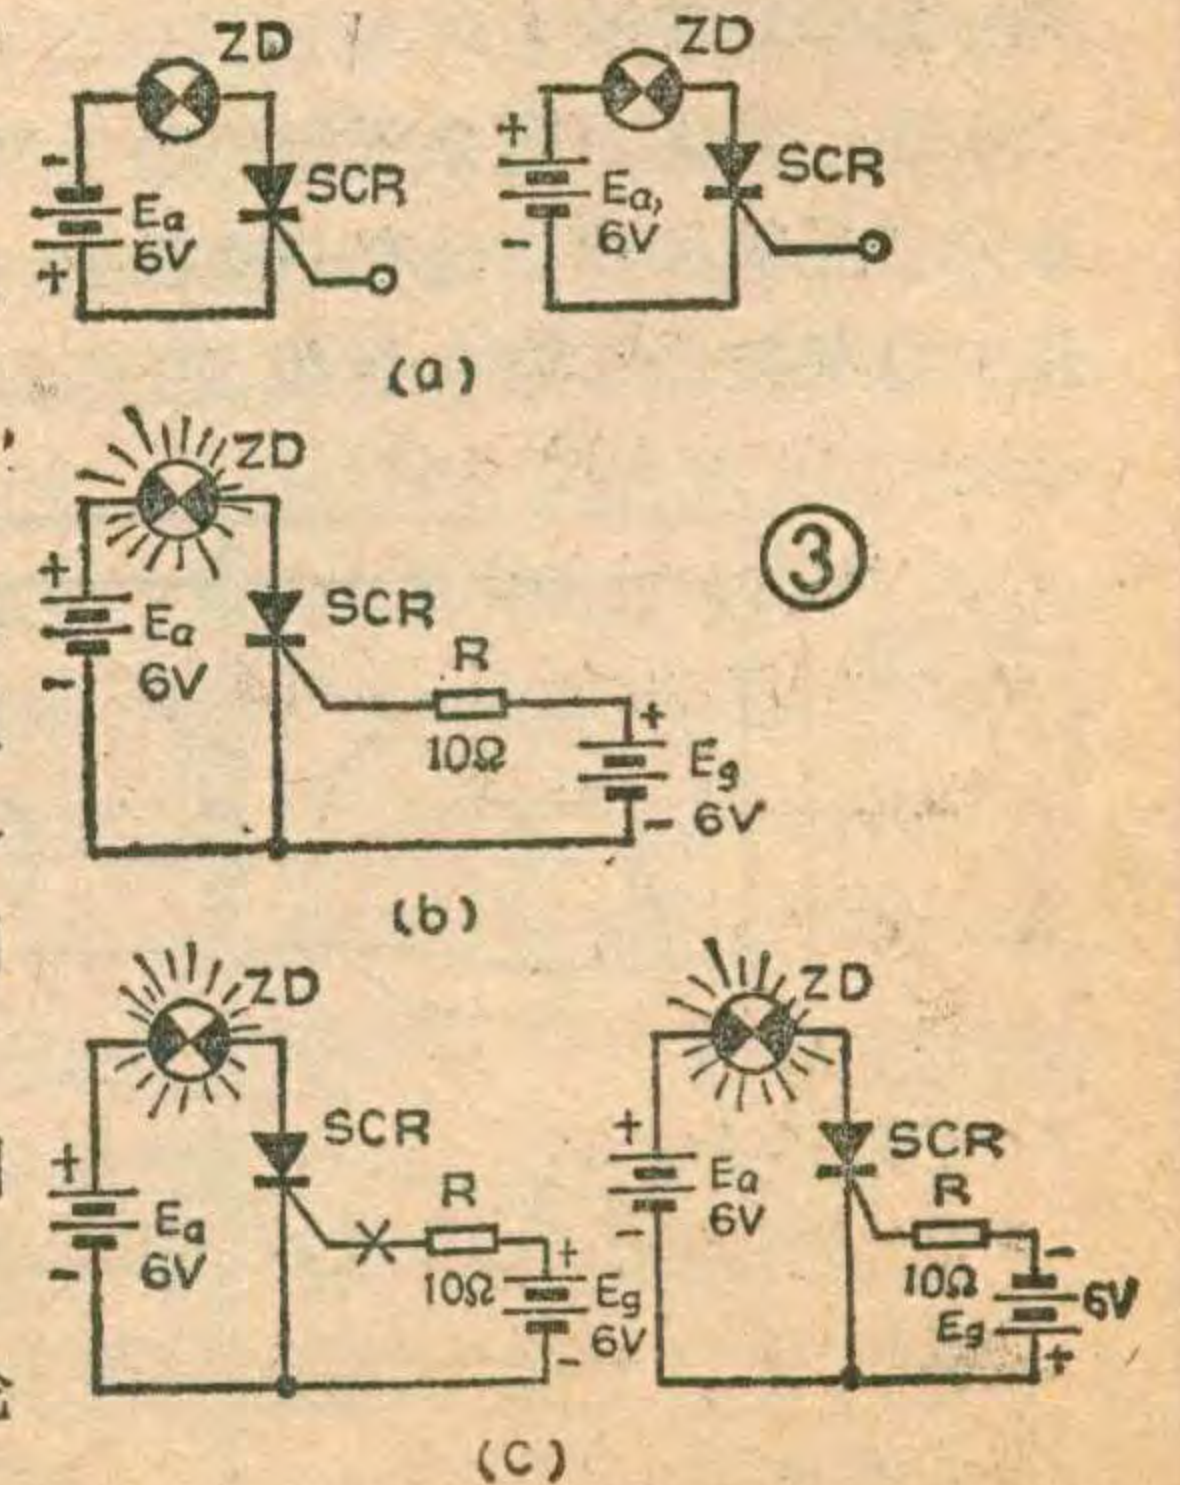 ZD ZD
- + SCR SCR
Ea 6V Ea, 6V
+ -
(a)
ZD
+ SCR ③
Ea R
6V
- 10Ω + Eg
- 6V
(b)
ZD ZD
SCR + SCR
+ R Ea R
Ea 6V -
6V + - 10Ω 6V
- 10Ω Eg Eg
6V +
-
(C)